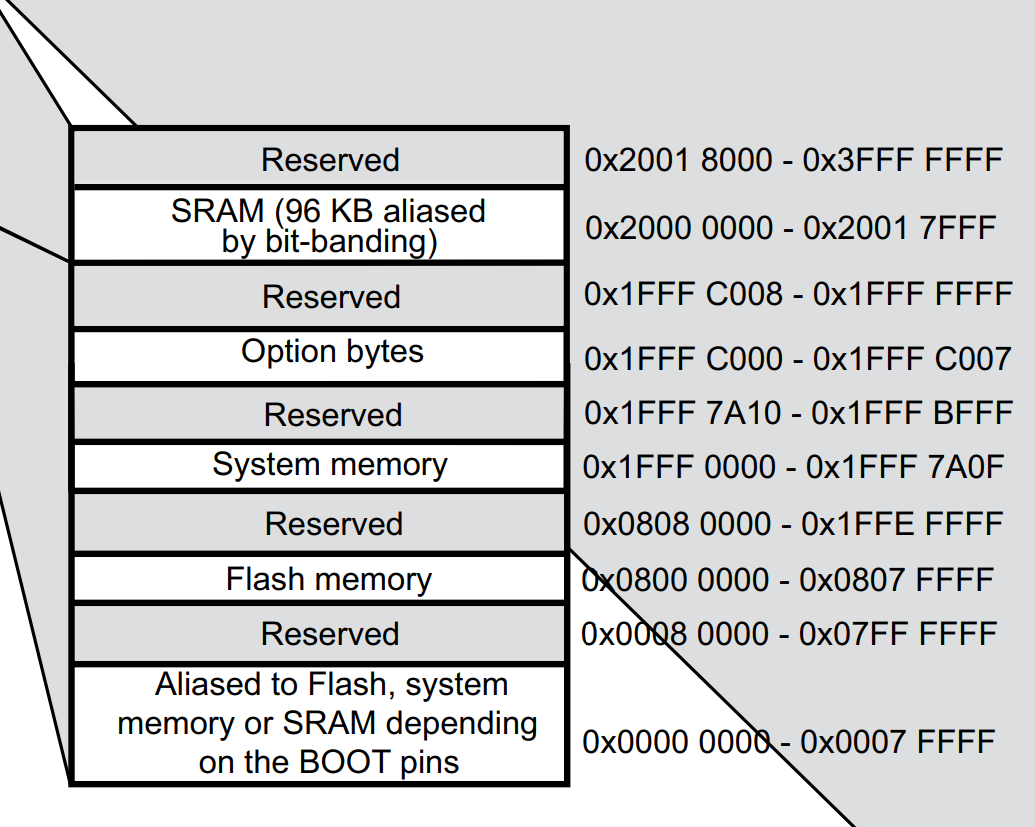 Reserved
0x2001 8000 - 0x3FFF FFFF
SRAM (96 KB aliased
by bit-banding)
0x2000 0000 - 0x2001 7FFF
Reserved
0x1FFF C008 - 0x1FFF FFFF
Option bytes
0x1FFF C000 - 0x1FFF C007
Reserved
0x1FFF 7A10 - 0x1FFF BFFF
System memory
0x1FFF 0000 - 0x1FFF 7A0F
Reserved
0x0808 0000 - 0x1FFE FFFF
Flash memory
0x0800 0000 - 0x0807 FFFF
Reserved
0x0008 0000 - 0x07FF FFFF
Aliased to Flash, system
memory or SRAM depending
on the BOOT pins
0x0000 0000 - 0x0007 FFFF